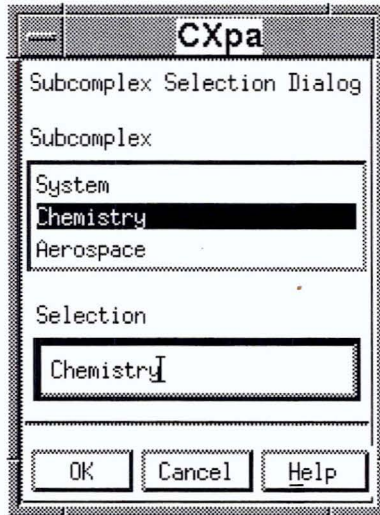 CXpa
Subcomplex Selection Dialog
Subcomplex
System
Chemistry
Aerospace
Selection
Chemistry
OK
Cancel
Help